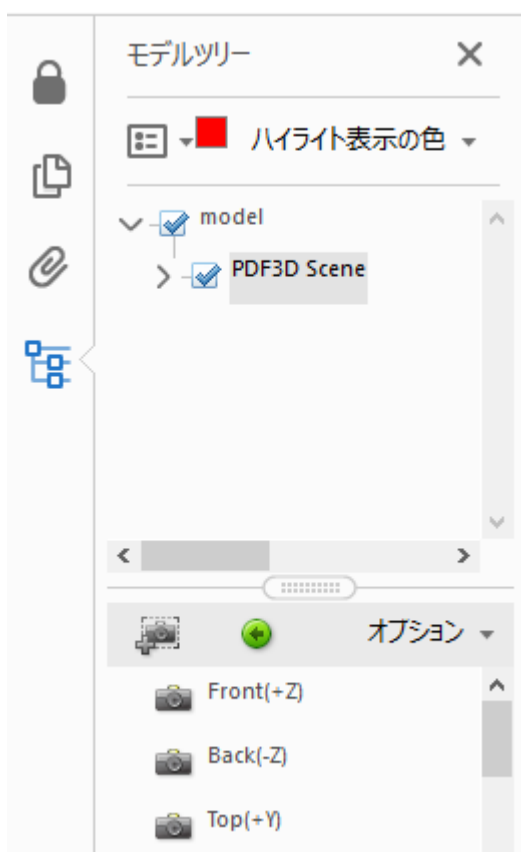 モデルツリー
ハイライト表示の色
model
PDF3D Scene
オプション
Front(+Z)
Back(-Z)
Top(+Y)